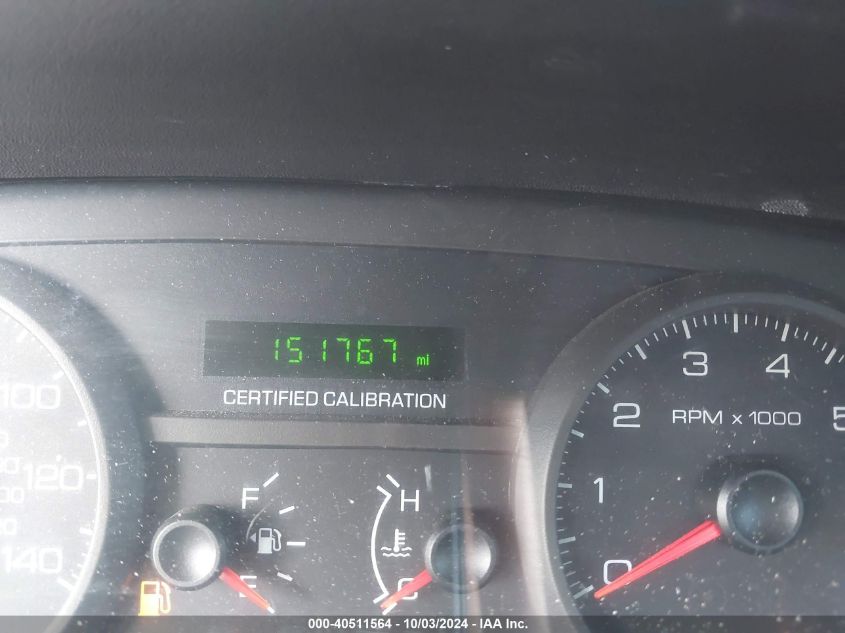 151767 mi
CERTIFIED CALIBRATION
100
120
140
F
E
H
C
0
1
2
3
4
5
RPM x 1000
000-40511564 - 10/03/2024 - IAA Inc.